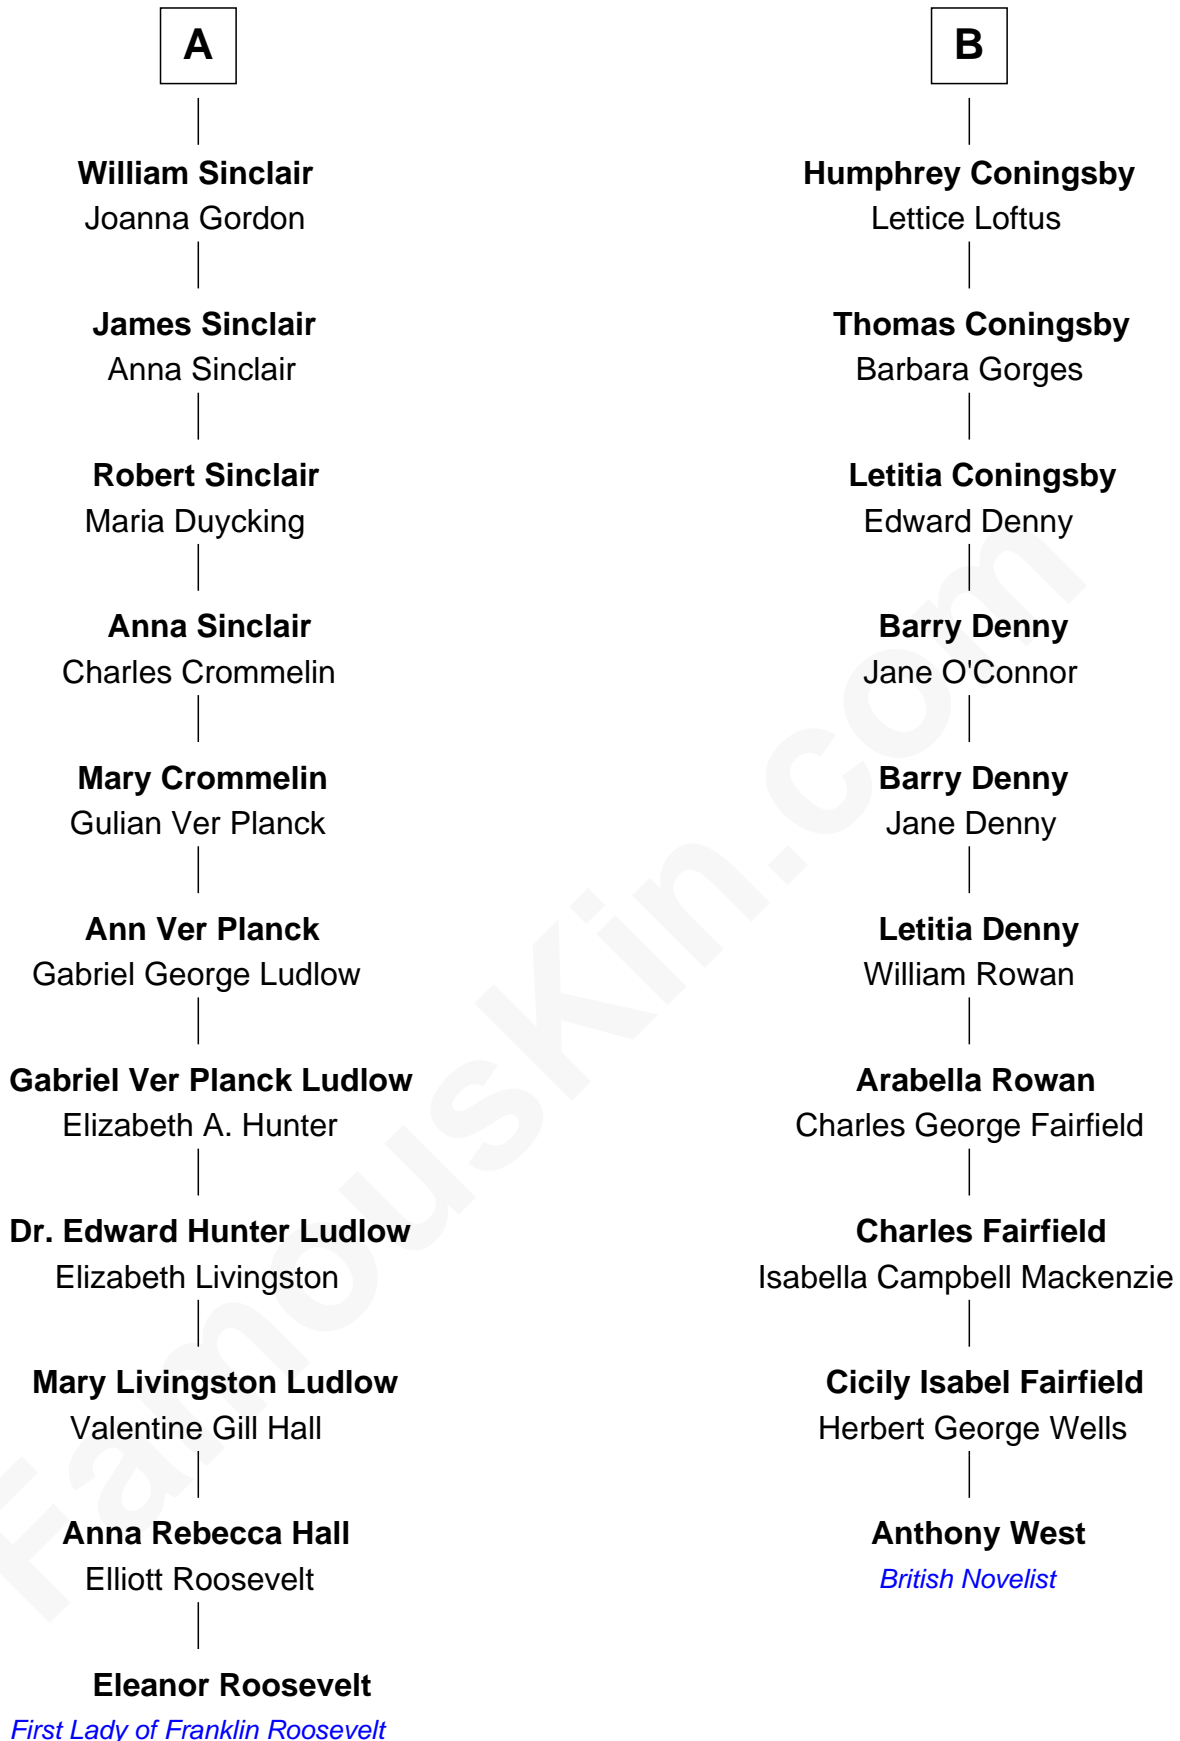 A
William Sinclair
Joanna Gordon
James Sinclair
Anna Sinclair
Robert Sinclair
Maria Duycking
Anna Sinclair
Charles Crommelin
Mary Crommelin
Gulian Ver Planck
Ann Ver Planck
Gabriel George Ludlow
Gabriel Ver Planck Ludlow
Elizabeth A. Hunter
Dr. Edward Hunter Ludlow
Elizabeth Livingston
Mary Livingston Ludlow
Valentine Gill Hall
Anna Rebecca Hall
Elliott Roosevelt
Eleanor Roosevelt
First Lady of Franklin Roosevelt
B
Humphrey Coningsby
Lettice Loftus
Thomas Coningsby
Barbara Gorges
Letitia Coningsby
Edward Denny
Barry Denny
Jane O'Connor
Barry Denny
Jane Denny
Letitia Denny
William Rowan
Arabella Rowan
Charles George Fairfield
Charles Fairfield
Isabella Campbell Mackenzie
Cicily Isabel Fairfield
Herbert George Wells
Anthony West
British Novelist
FamousKin.com